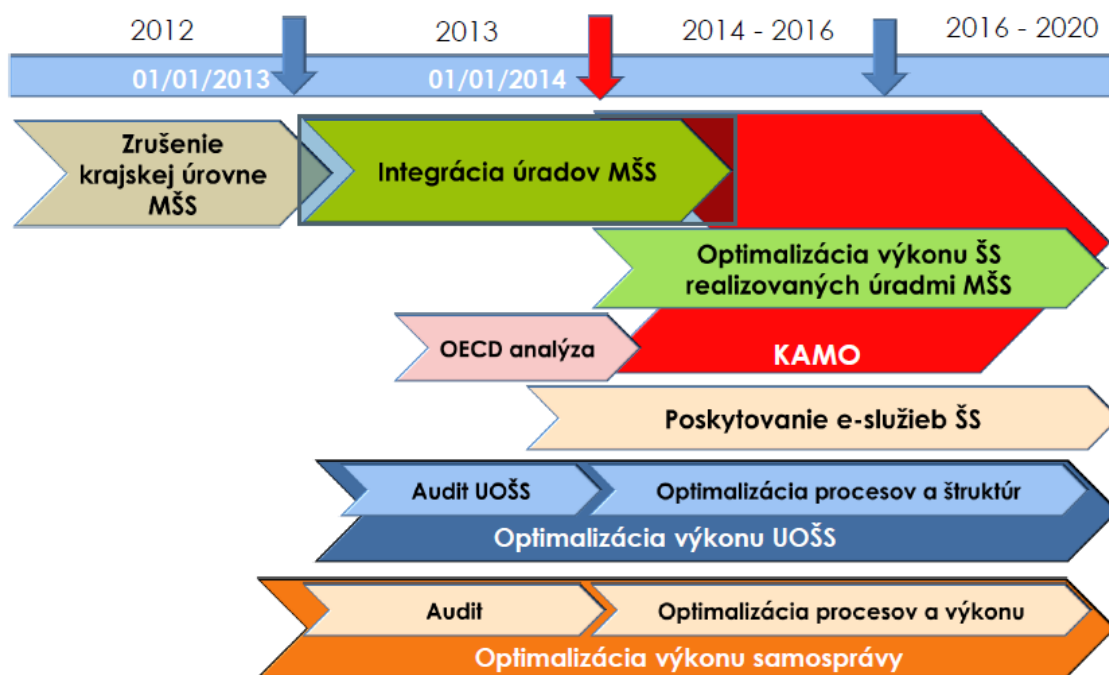 2012
2013
2014 - 2016
2016 - 2020
01/01/2013
01/01/2014
Zrušenie
krajskej úrovne
MŠS
Integrácia úradov MŠS
Optimalizácia výkonu ŠS
realizovaných úradmi MŠS
OECD analýza
KAMO
Poskytovanie e-služieb ŠS
Audit UOŠS
Optimalizácia procesov a štruktúr
Optimalizácia výkonu UOŠS
Audit
Optimalizácia procesov a výkonu
Optimalizácia výkonu samosprávy